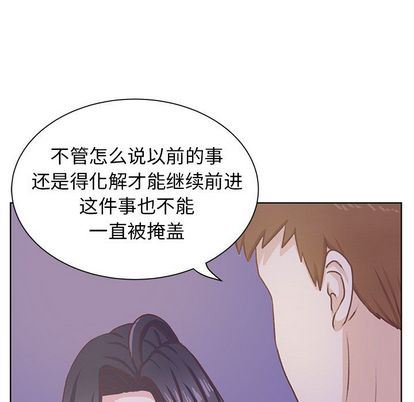 不管怎么说以前的事
还是得化解才能继续前进
这件事也不能
一直被掩盖